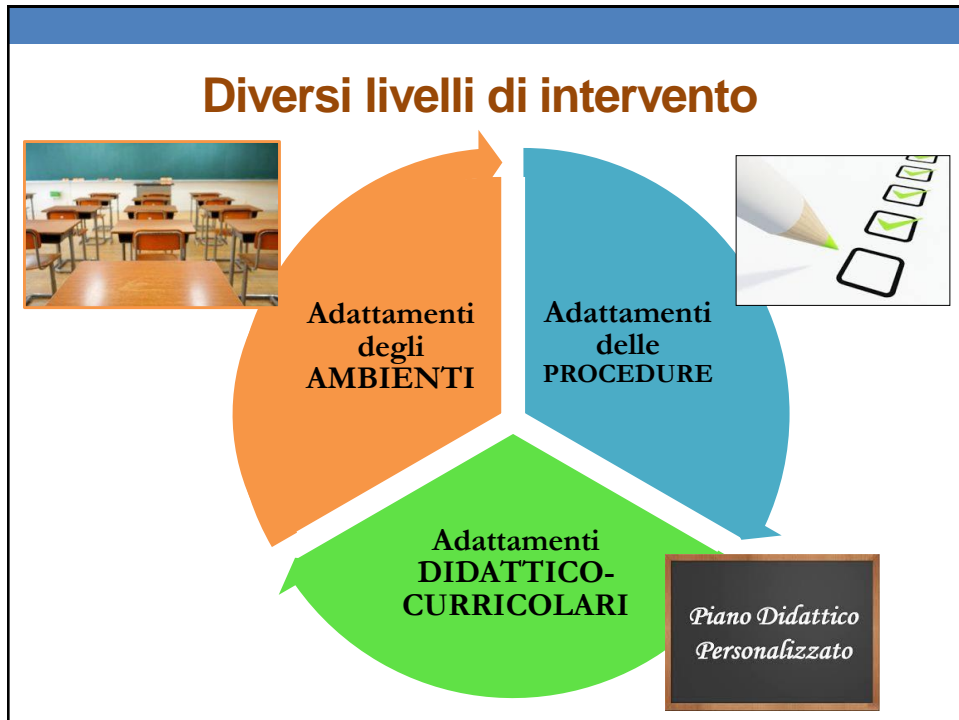 Diversi livelli di intervento
Adattamenti
degli
AMBIENTI
Adattamenti
delle
PROCEDURE
Adattamenti
DIDATTICO-
CURRICOLARI
Piano Didattico
Personalizzato